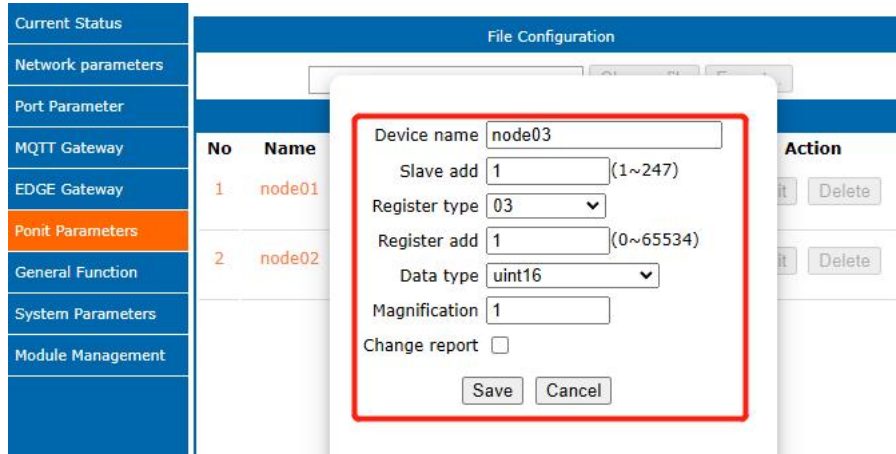 Current Status
Network parameters
Port Parameter
MQTT Gateway
EDGE Gateway
Ponit Parameters
General Function
System Parameters
Module Management
File Configuration
No Name Action
1 node01 Delete
2 node02 Delete
Device name node03
Slave add 1 (1~247)
Register type 03
Register add 1 (0~65534)
Data type uint16
Magnification 1
Change report
Save Cancel